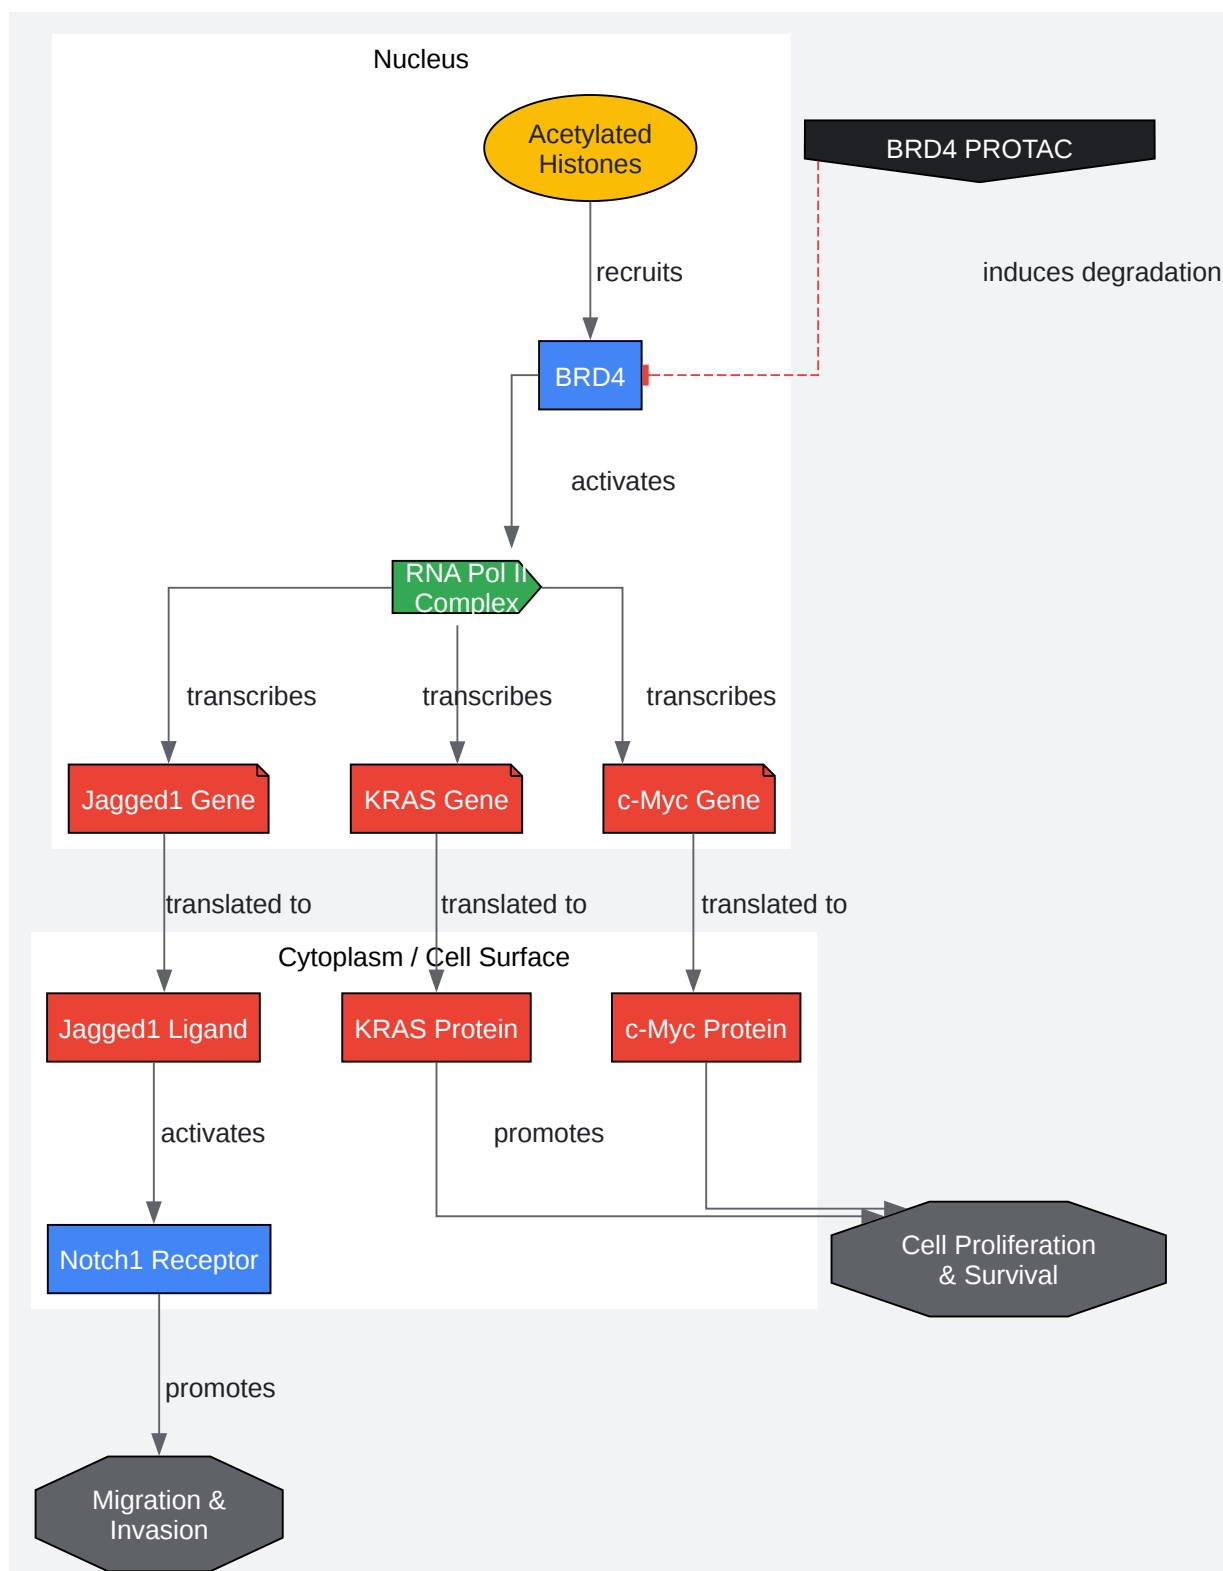 Nucleus
Acetylated
Histones
BRD4 PROTAC
recruits
induces degradation
BRD4
activates
RNA Pol II
Complex
transcribes
transcribes
transcribes
Jagged1 Gene
KRAS Gene
c-Myc Gene
translated to
translated to
translated to
Cytoplasm / Cell Surface
Jagged1 Ligand
KRAS Protein
c-Myc Protein
activates
promotes
Notch1 Receptor
Cell Proliferation
& Survival
promotes
Migration &
Invasion